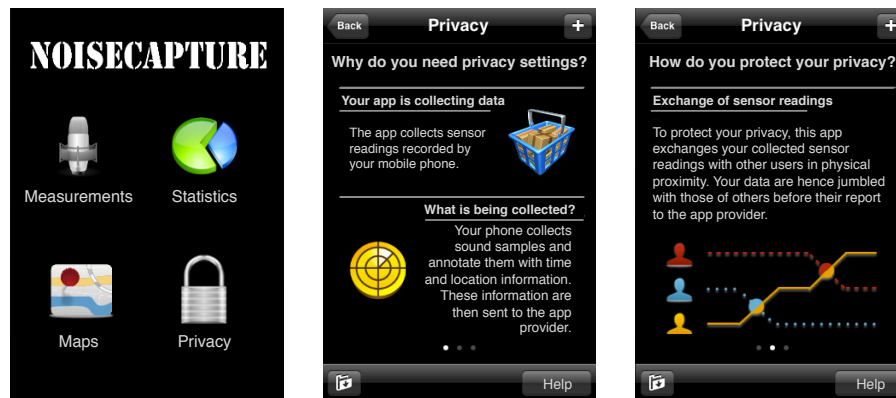 NOISECAPTURE
Measurements
Statistics
Maps
Privacy
Back
Privacy
+
Why do you need privacy settings?
Your app is collecting data
The app collects sensor
readings recorded by
your mobile phone.
What is being collected?
Your phone collects
sound samples and
annotate them with time
and location information.
These information are
then sent to the app
provider.
Help
Back
Privacy
+
How do you protect your privacy?
Exchange of sensor readings
To protect your privacy, this app
exchanges your collected sensor
readings with other users in physical
proximity. Your data are hence jumbled
with those of others before their report
to the app provider.
Help